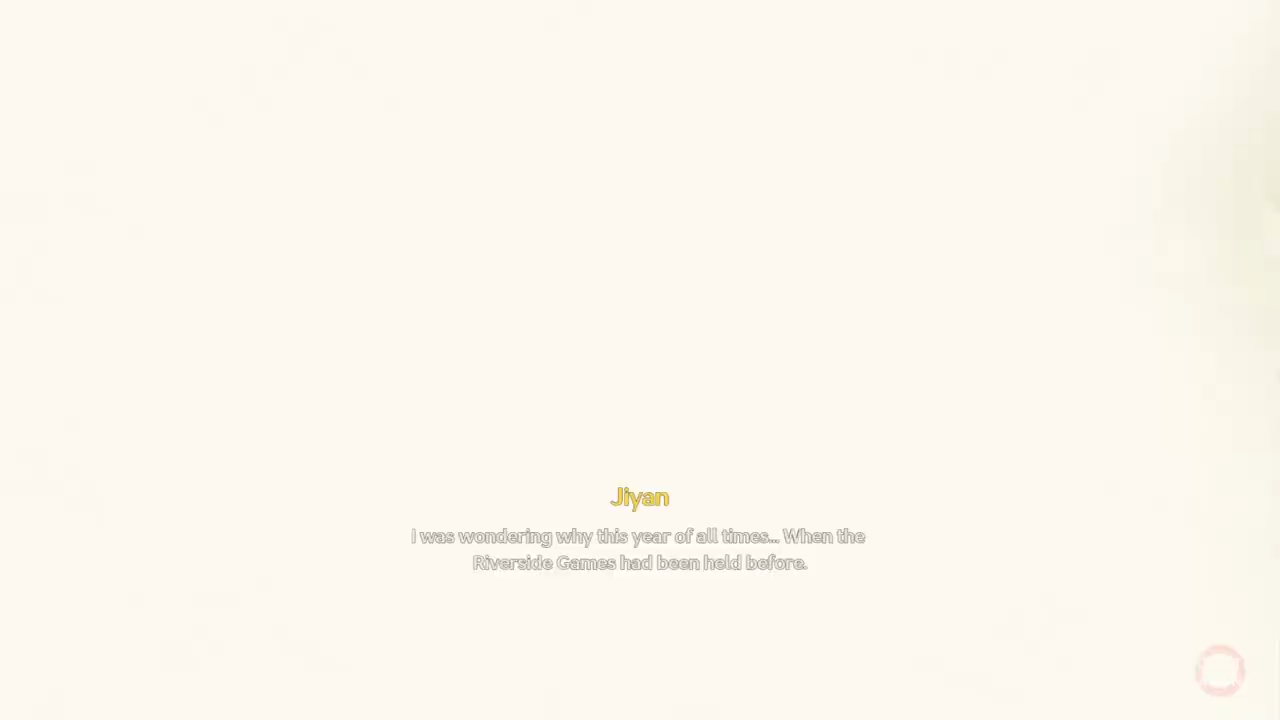 Jiyan
I was wondering why this year of all times... When the
Riverside Games had been held before.